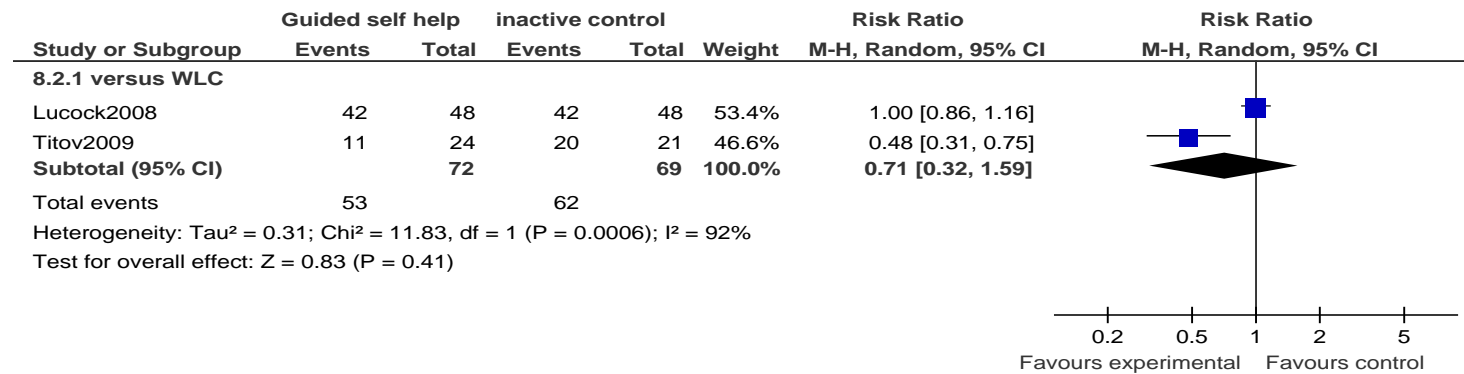 Guided self help inactive control Risk Ratio Risk Ratio
Study or Subgroup Events Total Events Total Weight M-H, Random, 95% CI M-H, Random, 95% CI
8.2.1 versus WLC
Lucock2008 42 48 42 48 53.4% 1.00 [0.86, 1.16]
Titov2009 11 24 20 21 46.6% 0.48 [0.31, 0.75]
Subtotal (95% CI) 72 69 100.0% 0.71 [0.32, 1.59]
Total events 53 62
Heterogeneity: Tau² = 0.31; Chi² = 11.83, df = 1 (P = 0.0006); I² = 92%
Test for overall effect: Z = 0.83 (P = 0.41)
0.2 0.5 1 2 5
Favours experimental Favours control